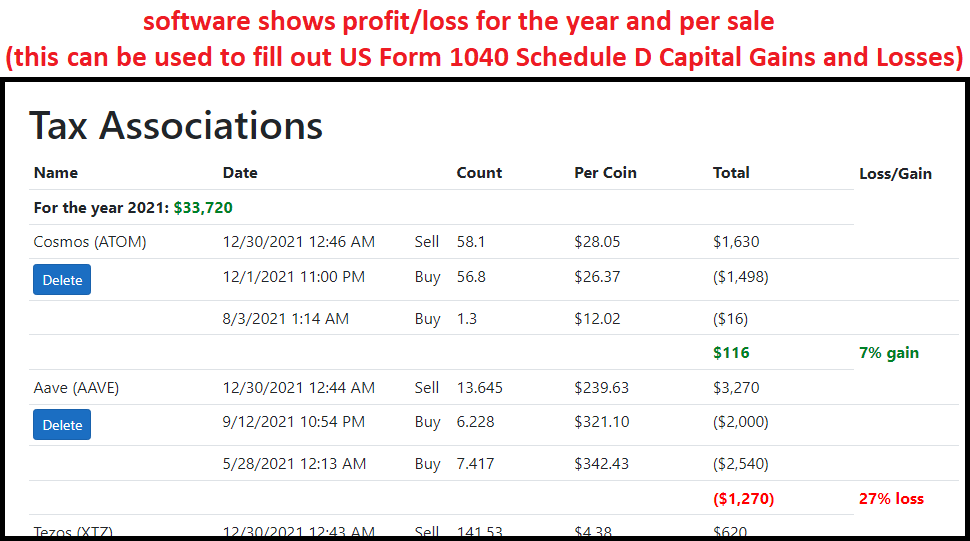 software shows profit/loss for the year and per sale
(this can be used to fill out US Form 1040 Schedule D Capital Gains and Losses)
Tax Associations
Name Date Count Per Coin Total Loss/Gain
For the year 2021: $33,720
Cosmos (ATOM) 12/30/2021 12:46 AM Sell 58.1 $28.05 $1,630
Delete 12/1/2021 11:00 PM Buy 56.8 $26.37 ($1,498)
8/3/2021 1:14 AM Buy 1.3 $12.02 ($16)
$116 7% gain
Aave (AAVE) 12/30/2021 12:44 AM Sell 13.645 $239.63 $3,270
Delete 9/12/2021 10:54 PM Buy 6.228 $321.10 ($2,000)
5/28/2021 12:13 AM Buy 7.417 $342.43 ($2,540)
($1,270) 27% loss
Tezos (XTZ) 12/30/2021 12:43 AM Sell 141.53 $4.38 $620